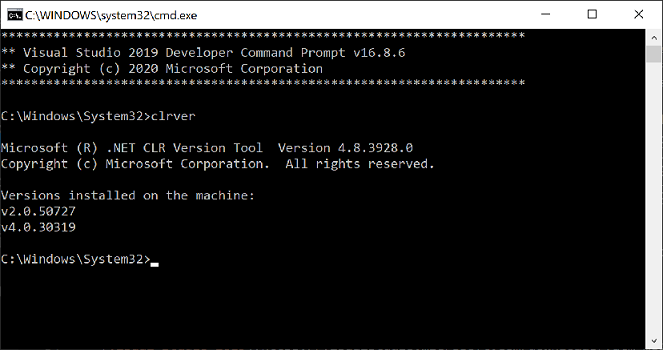 C:\WINDOWS\system32\cmd.exe
**********************************************************************
** Visual Studio 2019 Developer Command Prompt v16.8.6
** Copyright (c) 2020 Microsoft Corporation
**********************************************************************
C:\Windows\System32>clrver
Microsoft (R) .NET CLR Version Tool  Version 4.8.3928.0
Copyright (c) Microsoft Corporation.  All rights reserved.
Versions installed on the machine:
v2.0.50727
v4.0.30319
C:\Windows\System32>